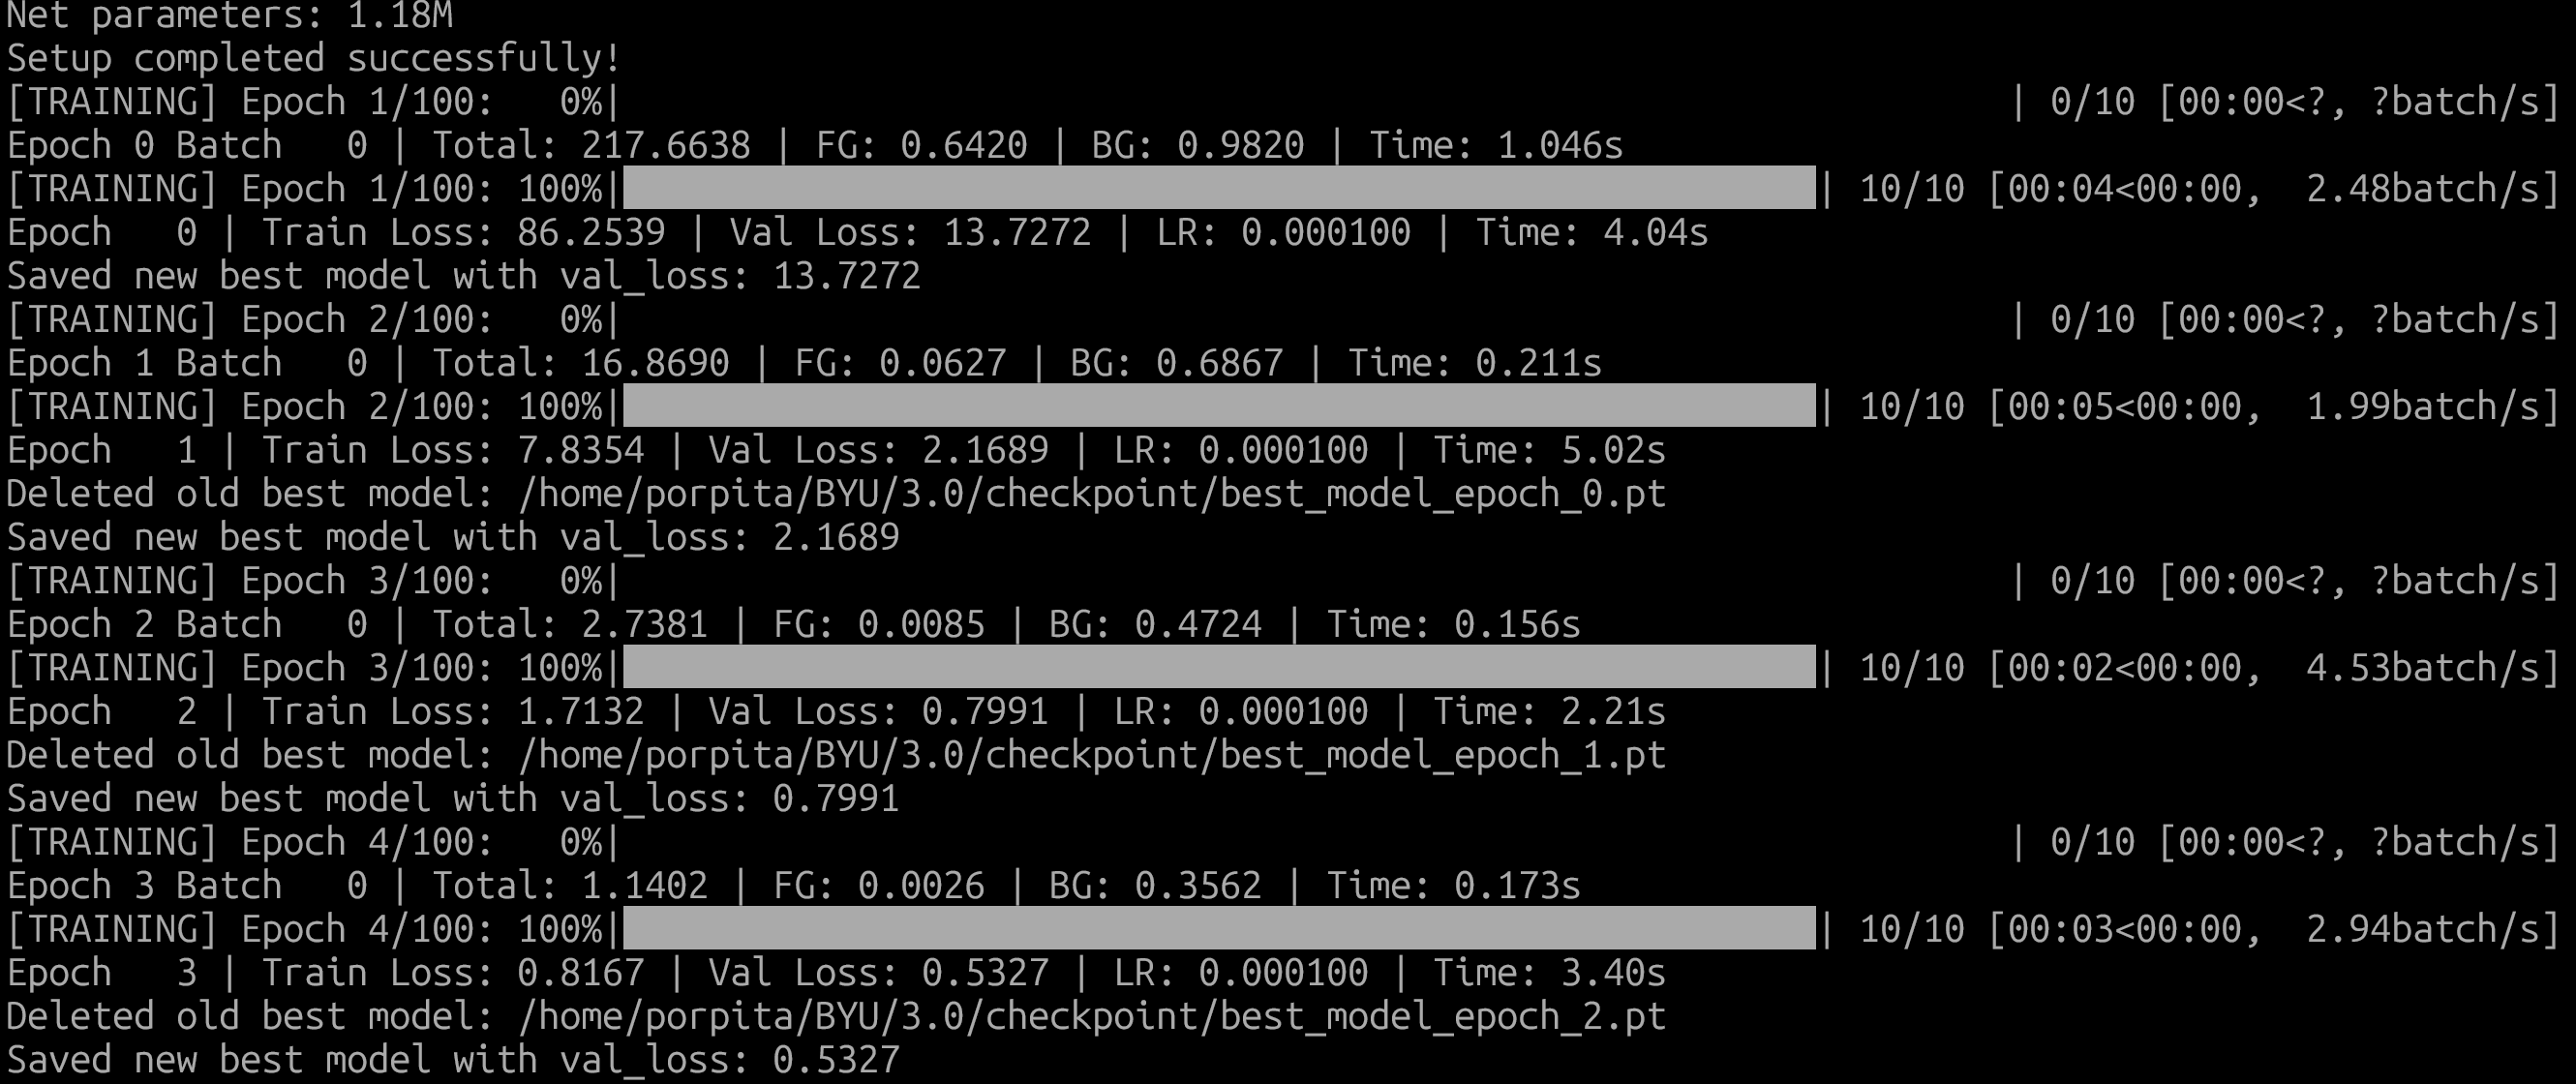 Net parameters: 1.18M
Setup completed successfully!
[TRAINING] Epoch 1/100:   0%|                                                                 | 0/10 [00:00<?, ?batch/s]
Epoch 0 Batch   0 | Total: 217.6638 | FG: 0.6420 | BG: 0.9820 | Time: 1.046s
[TRAINING] Epoch 1/100: 100%|████████████████████████████████████████████████████████| 10/10 [00:04<00:00,  2.48batch/s]
Epoch   0 | Train Loss: 86.2539 | Val Loss: 13.7272 | LR: 0.000100 | Time: 4.04s
Saved new best model with val_loss: 13.7272
[TRAINING] Epoch 2/100:   0%|                                                                 | 0/10 [00:00<?, ?batch/s]
Epoch 1 Batch   0 | Total: 16.8690 | FG: 0.0627 | BG: 0.6867 | Time: 0.211s
[TRAINING] Epoch 2/100: 100%|████████████████████████████████████████████████████████| 10/10 [00:05<00:00,  1.99batch/s]
Epoch   1 | Train Loss: 7.8354 | Val Loss: 2.1689 | LR: 0.000100 | Time: 5.02s
Deleted old best model: /home/porpita/BYU/3.0/checkpoint/best_model_epoch_0.pt
Saved new best model with val_loss: 2.1689
[TRAINING] Epoch 3/100:   0%|                                                                 | 0/10 [00:00<?, ?batch/s]
Epoch 2 Batch   0 | Total: 2.7381 | FG: 0.0085 | BG: 0.4724 | Time: 0.156s
[TRAINING] Epoch 3/100: 100%|████████████████████████████████████████████████████████| 10/10 [00:02<00:00,  4.53batch/s]
Epoch   2 | Train Loss: 1.7132 | Val Loss: 0.7991 | LR: 0.000100 | Time: 2.21s
Deleted old best model: /home/porpita/BYU/3.0/checkpoint/best_model_epoch_1.pt
Saved new best model with val_loss: 0.7991
[TRAINING] Epoch 4/100:   0%|                                                                 | 0/10 [00:00<?, ?batch/s]
Epoch 3 Batch   0 | Total: 1.1402 | FG: 0.0026 | BG: 0.3562 | Time: 0.173s
[TRAINING] Epoch 4/100: 100%|████████████████████████████████████████████████████████| 10/10 [00:03<00:00,  2.94batch/s]
Epoch   3 | Train Loss: 0.8167 | Val Loss: 0.5327 | LR: 0.000100 | Time: 3.40s
Deleted old best model: /home/porpita/BYU/3.0/checkpoint/best_model_epoch_2.pt
Saved new best model with val_loss: 0.5327